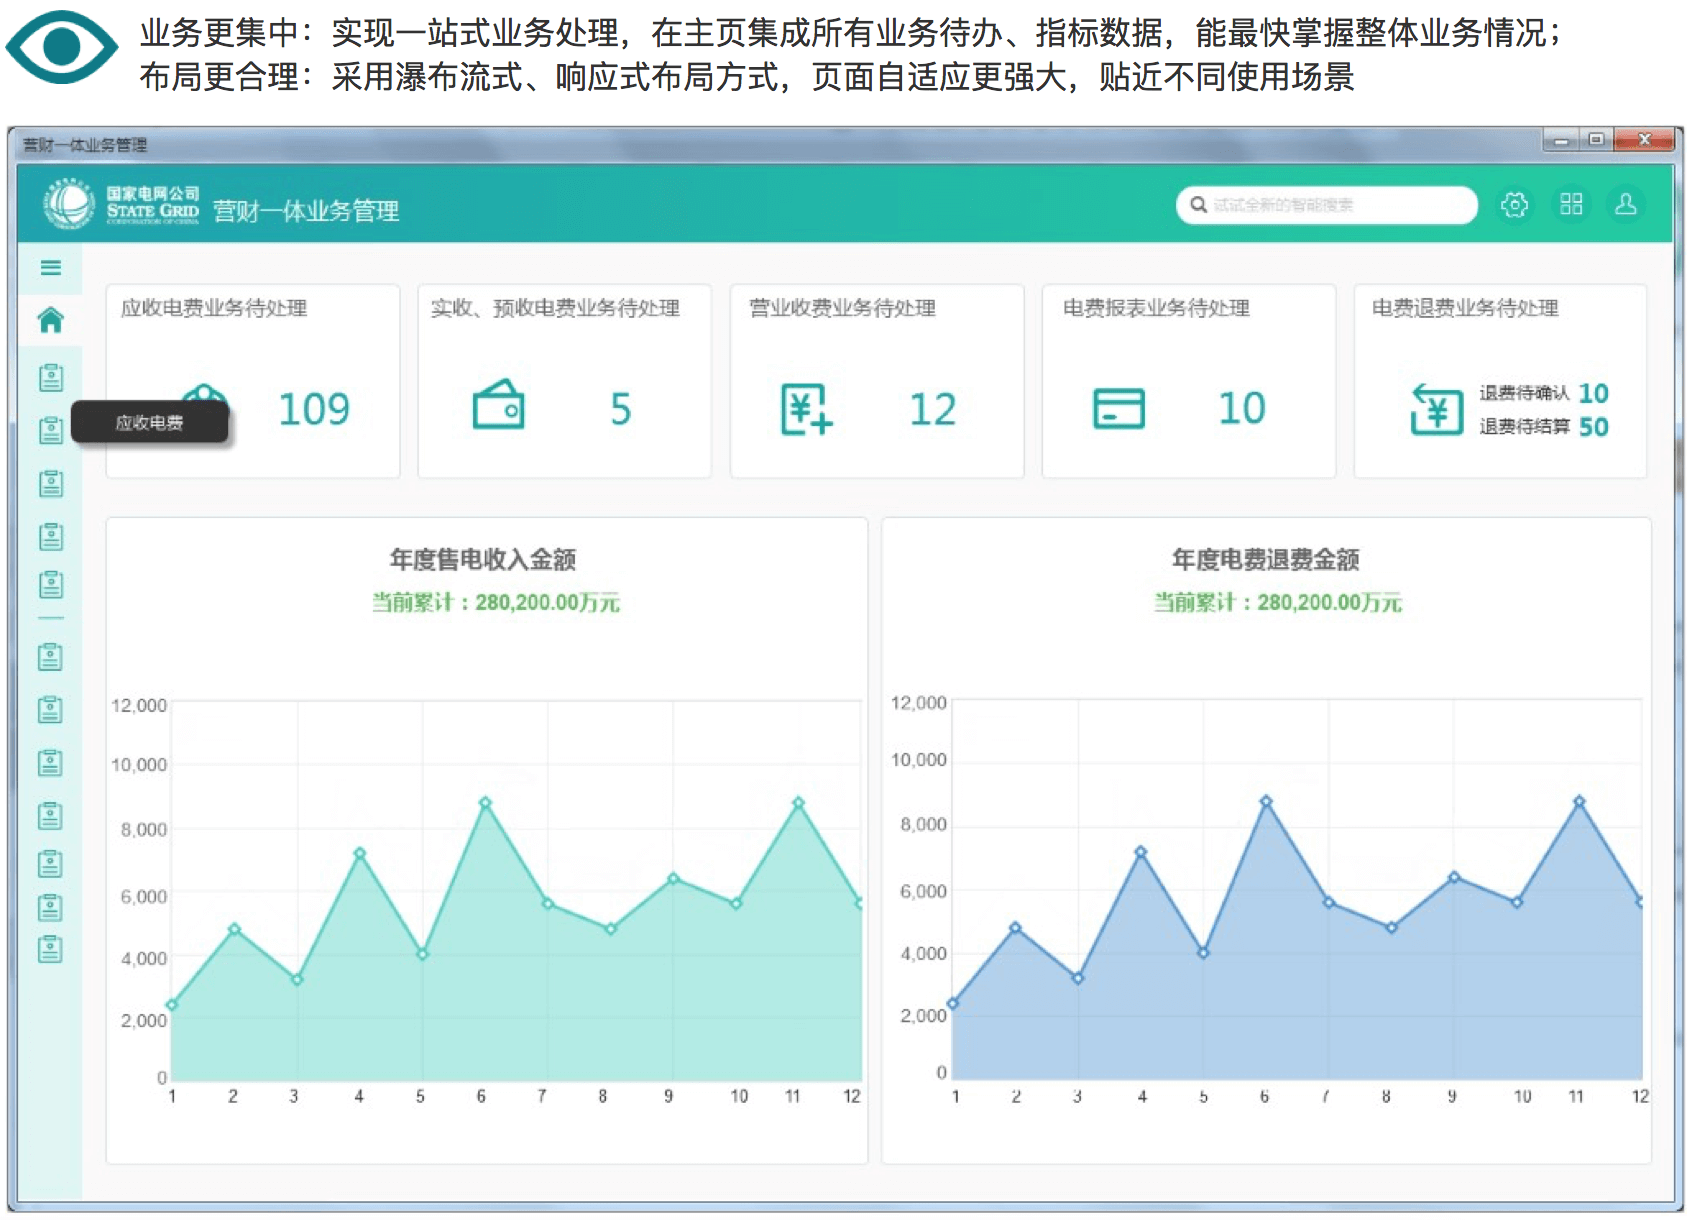 业务更集中：实现一站式业务处理，在主页集成所有业务待办、指标数据，能最快掌握整体业务情况；
布局更合理：采用瀑布流式、响应式布局方式，页面自适应更强大，贴近不同使用场景
营财一体业务管理
国家电网公司
STATE GRID
CORPORATION OF CHINA
营财一体业务管理
试试全新的智能搜索
应收电费业务待处理
109
应收电费
实收、预收电费业务待处理
5
营业收费业务待处理
12
电费报表业务待处理
10
电费退费业务待处理
退费待确认 10
退费待结算 50
年度售电收入金额
当前累计：280,200.00万元
12,000
10,000
8,000
6,000
4,000
2,000
0
1 2 3 4 5 6 7 8 9 10 11 12
年度电费退费金额
当前累计：280,200.00万元
12,000
10,000
8,000
6,000
4,000
2,000
0
1 2 3 4 5 6 7 8 9 10 11 12